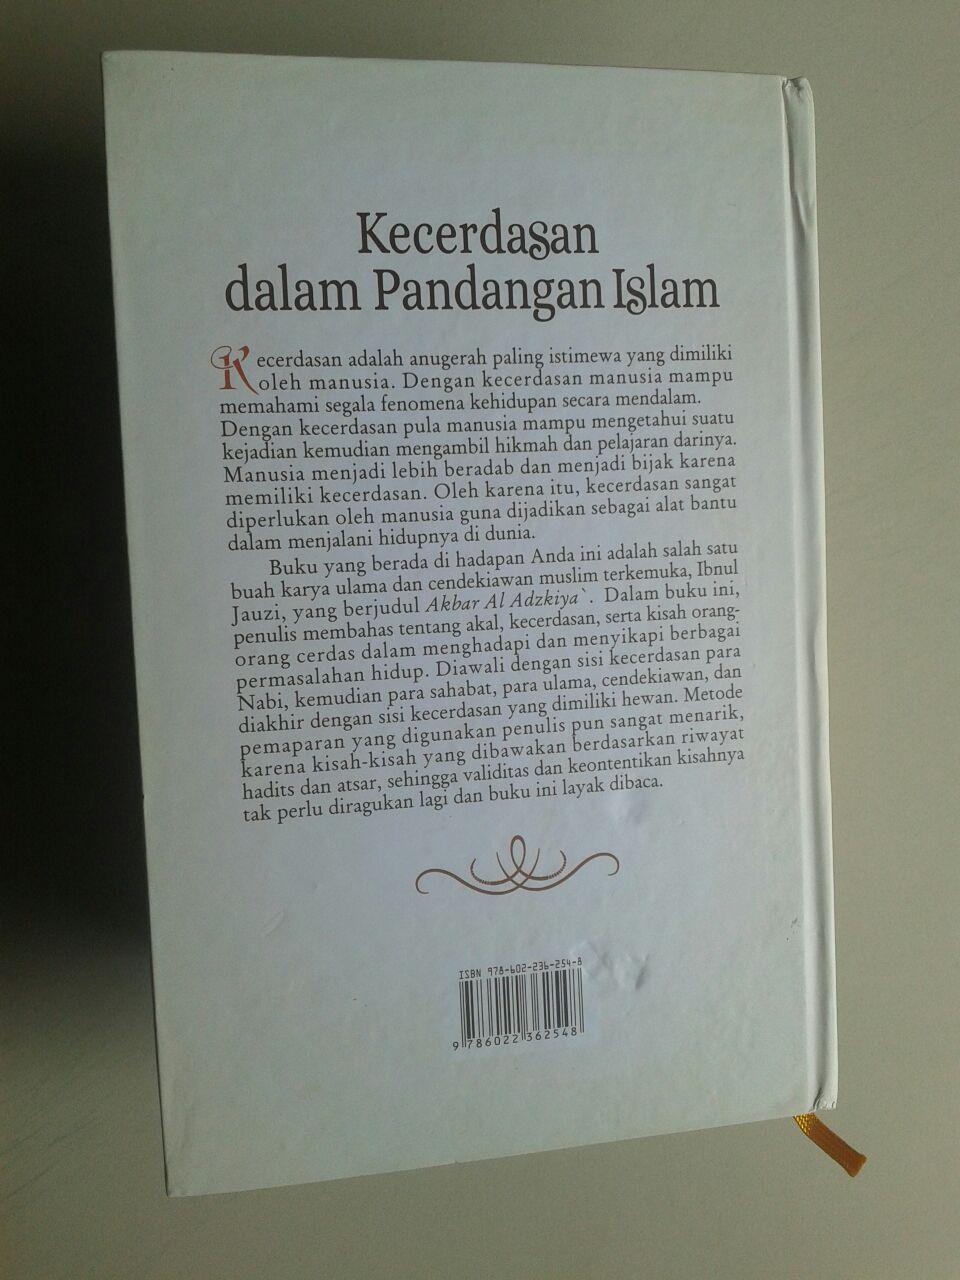 Kecerdasan
dalam Pandangan Islam
Kecerdasan adalah anugerah paling istimewa yang dimiliki
oleh manusia. Dengan kecerdasan manusia mampu
memahami segala fenomena kehidupan secara mendalam.
Dengan kecerdasan pula manusia mampu mengetahui suatu
kejadian kemudian mengambil hikmah dan pelajaran darinya.
Manusia menjadi lebih beradab dan menjadi bijak karena
memiliki kecerdasan. Oleh karena itu, kecerdasan sangat
diperlukan oleh manusia guna dijadikan sebagai alat bantu
dalam menjalani hidupnya di dunia.
Buku yang berada di hadapan Anda ini adalah salah satu
buah karya ulama dan cendekiawan muslim terkemuka, Ibnul
Jauzi, yang berjudul Akbar Al Adzkiya`. Dalam buku ini,
penulis membahas tentang akal, kecerdasan, serta kisah orang-
orang cerdas dalam menghadapi dan menyikapi berbagai
permasalahan hidup. Diawali dengan sisi kecerdasan para
Nabi, kemudian para sahabat, para ulama, cendekiawan, dan
diakhir dengan sisi kecerdasan yang dimiliki hewan. Metode
pemaparan yang digunakan penulis pun sangat menarik,
karena kisah-kisah yang dibawakan berdasarkan riwayat
hadits dan atsar, sehingga validitas dan keontentikan kisahnya
tak perlu diragukan lagi dan buku ini layak dibaca.
ISBN 978-602-236-254-8
9 786022 362548